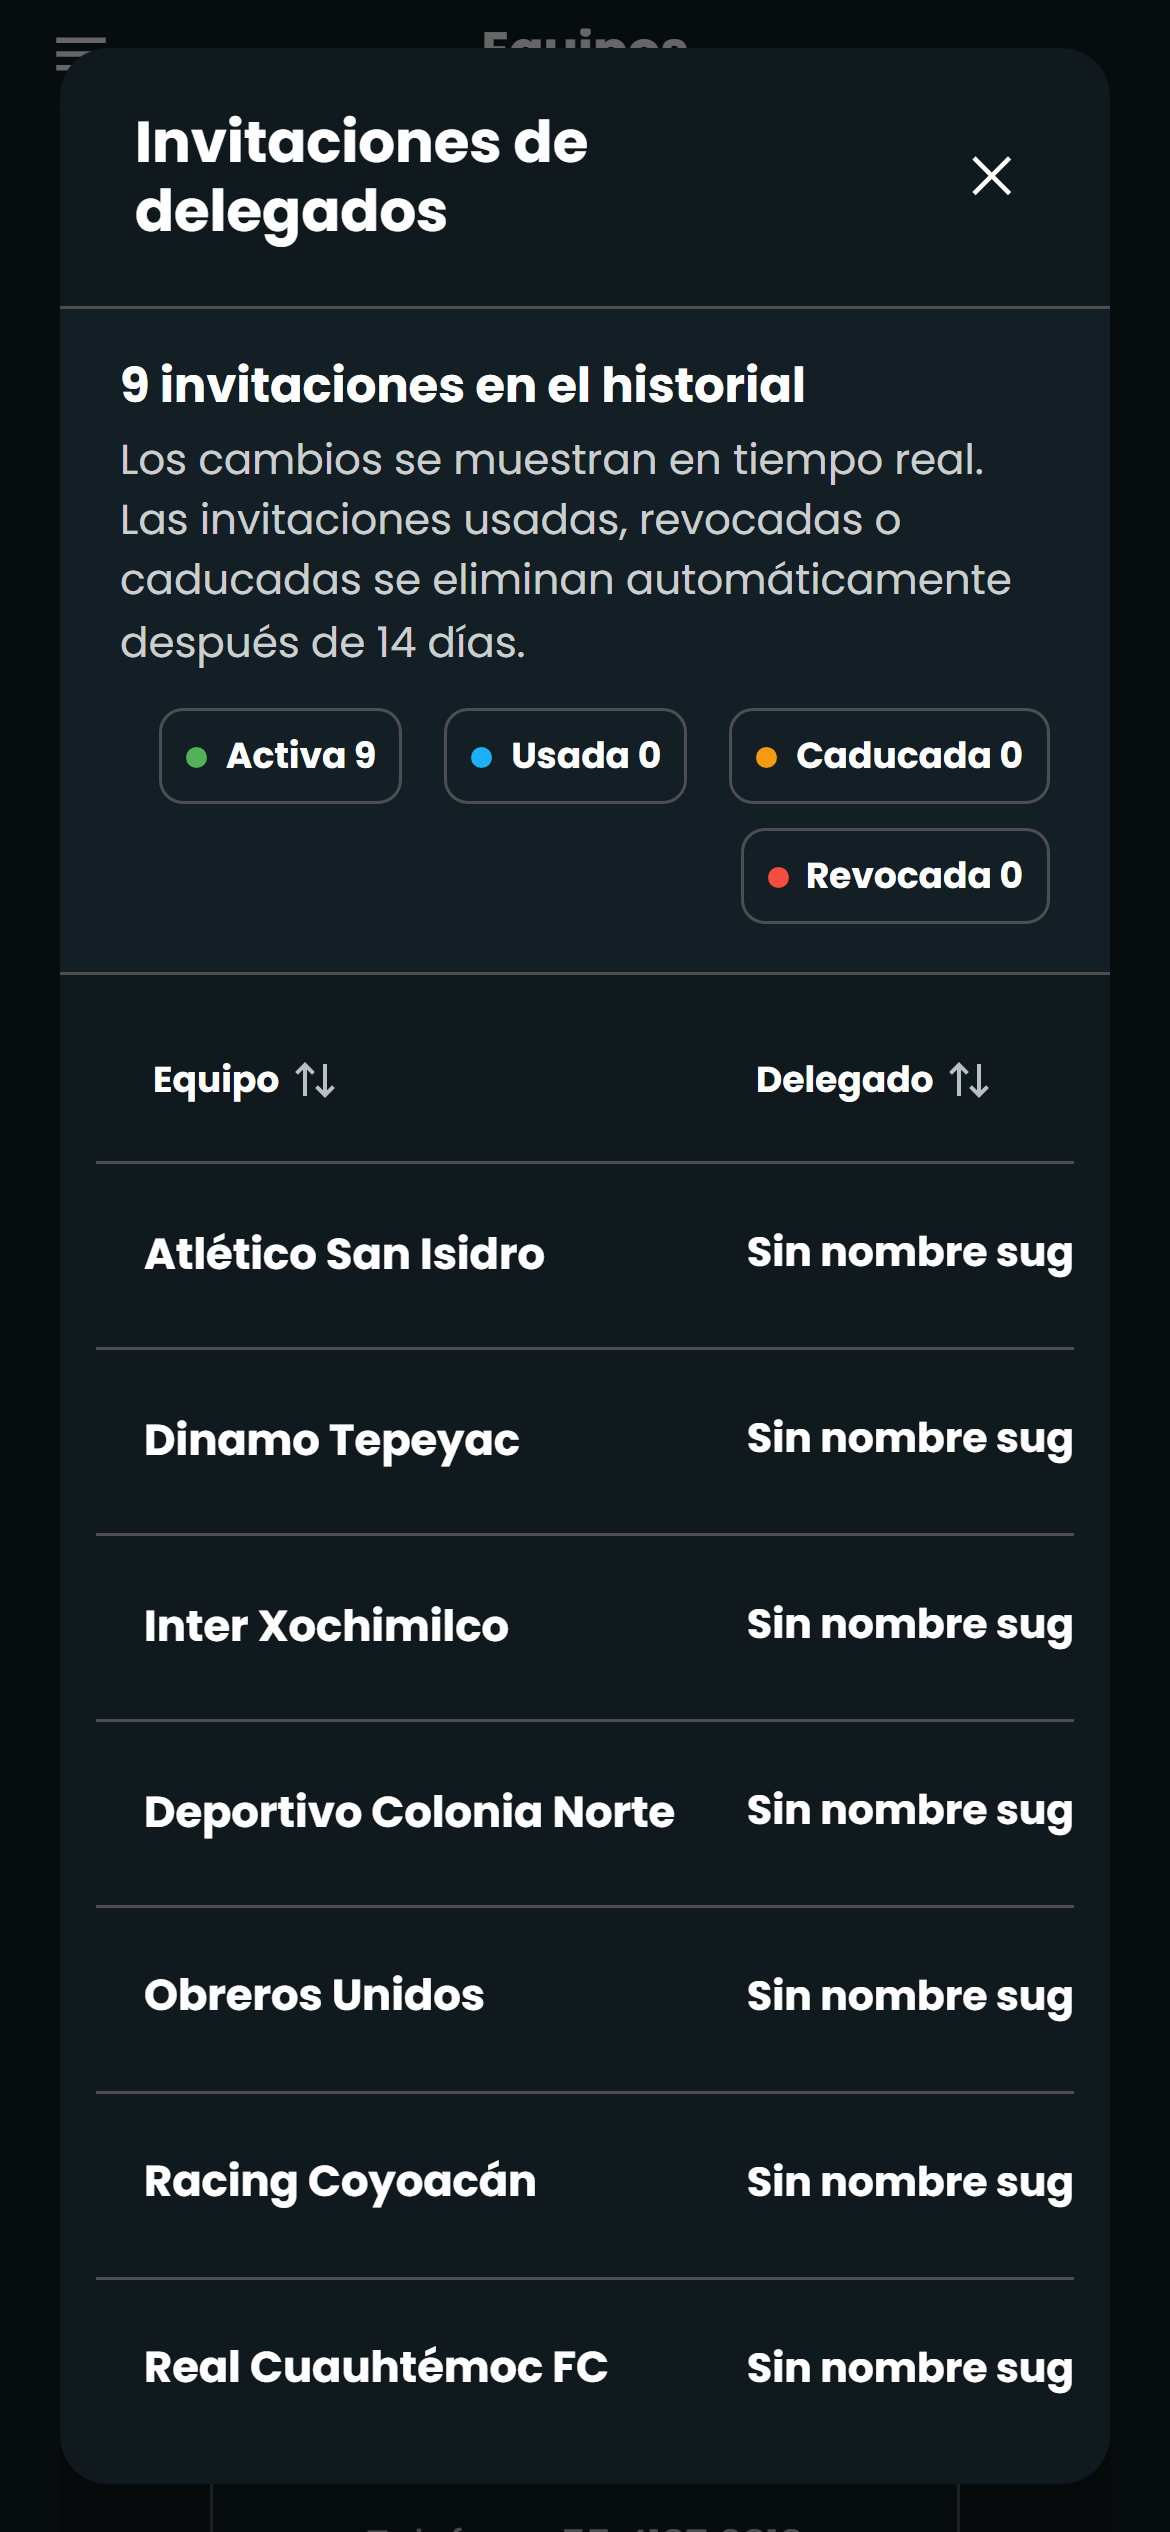 Equipos
Invitaciones de
delegados
9 invitaciones en el historial
Los cambios se muestran en tiempo real.
Las invitaciones usadas, revocadas o
caducadas se eliminan automáticamente
después de 14 días.
Activa 9 Usada 0 Caducada 0
Revocada 0
Equipo Delegado
Atlético San Isidro Sin nombre sug
Dinamo Tepeyac Sin nombre sug
Inter Xochimilco Sin nombre sug
Deportivo Colonia Norte Sin nombre sug
Obreros Unidos Sin nombre sug
Racing Coyoacán Sin nombre sug
Real Cuauhtémoc FC Sin nombre sug